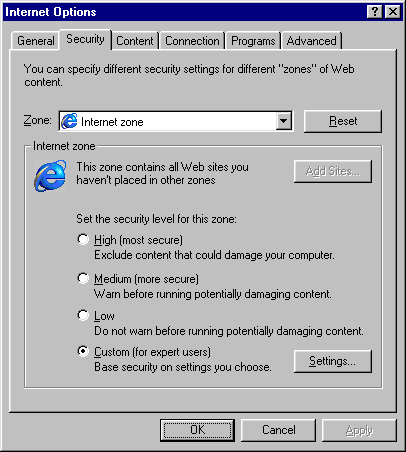 Internet Options
General Security Content Connection Programs Advanced
You can specify different security settings for different "zones" of Web
content.
Zone: Internet zone Reset
Internet zone
This zone contains all Web sites you
haven't placed in other zones
Add Sites...
Set the security level for this zone:
High (most secure)
Exclude content that could damage your computer.
Medium (more secure)
Warn before running potentially damaging content.
Low
Do not warn before running potentially damaging content.
Custom (for expert users)
Base security on settings you choose.
Settings...
OK Cancel Apply